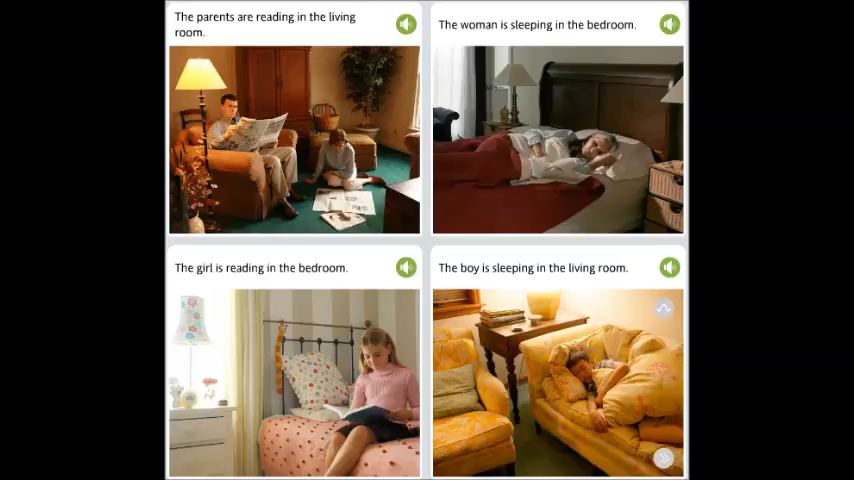 The parents are reading in the living
room.
The woman is sleeping in the bedroom.
The girl is reading in the bedroom.
The boy is sleeping in the living room.